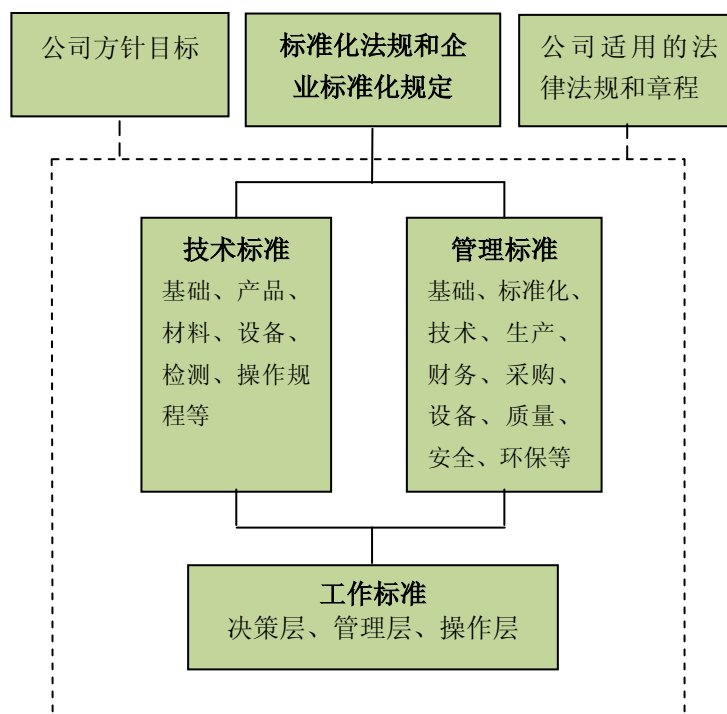 公司方针目标
标准化法规和企
业标准化规定
公司适用的法
律法规和章程
技术标准
基础、产品、
材料、设备、
检测、操作规
程等
管理标准
基础、标准化、
技术、生产、
财务、采购、
设备、质量、
安全、环保等
工作标准
决策层、管理层、操作层